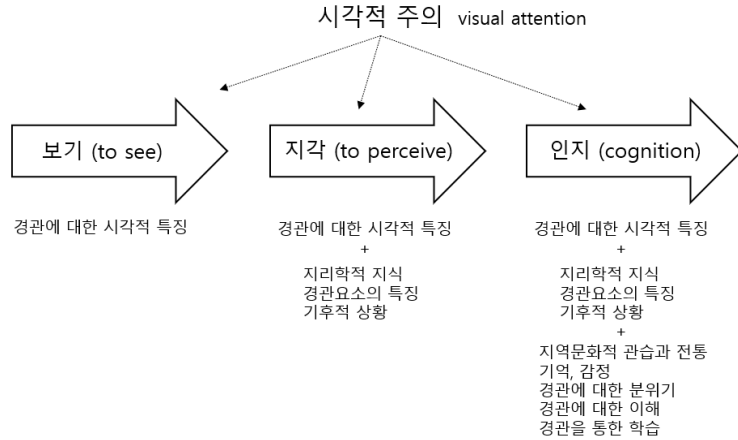 시각적 주의 visual attention
보기 (to see)
지각 (to perceive)
인지 (cognition)
경관에 대한 시각적 특징
경관에 대한 시각적 특징
+
지리학적 지식
경관요소의 특징
기후적 상황
경관에 대한 시각적 특징
+
지리학적 지식
경관요소의 특징
기후적 상황
+
지역문화적 관습과 전통
기억, 감정
경관에 대한 분위기
경관에 대한 이해
경관을 통한 학습